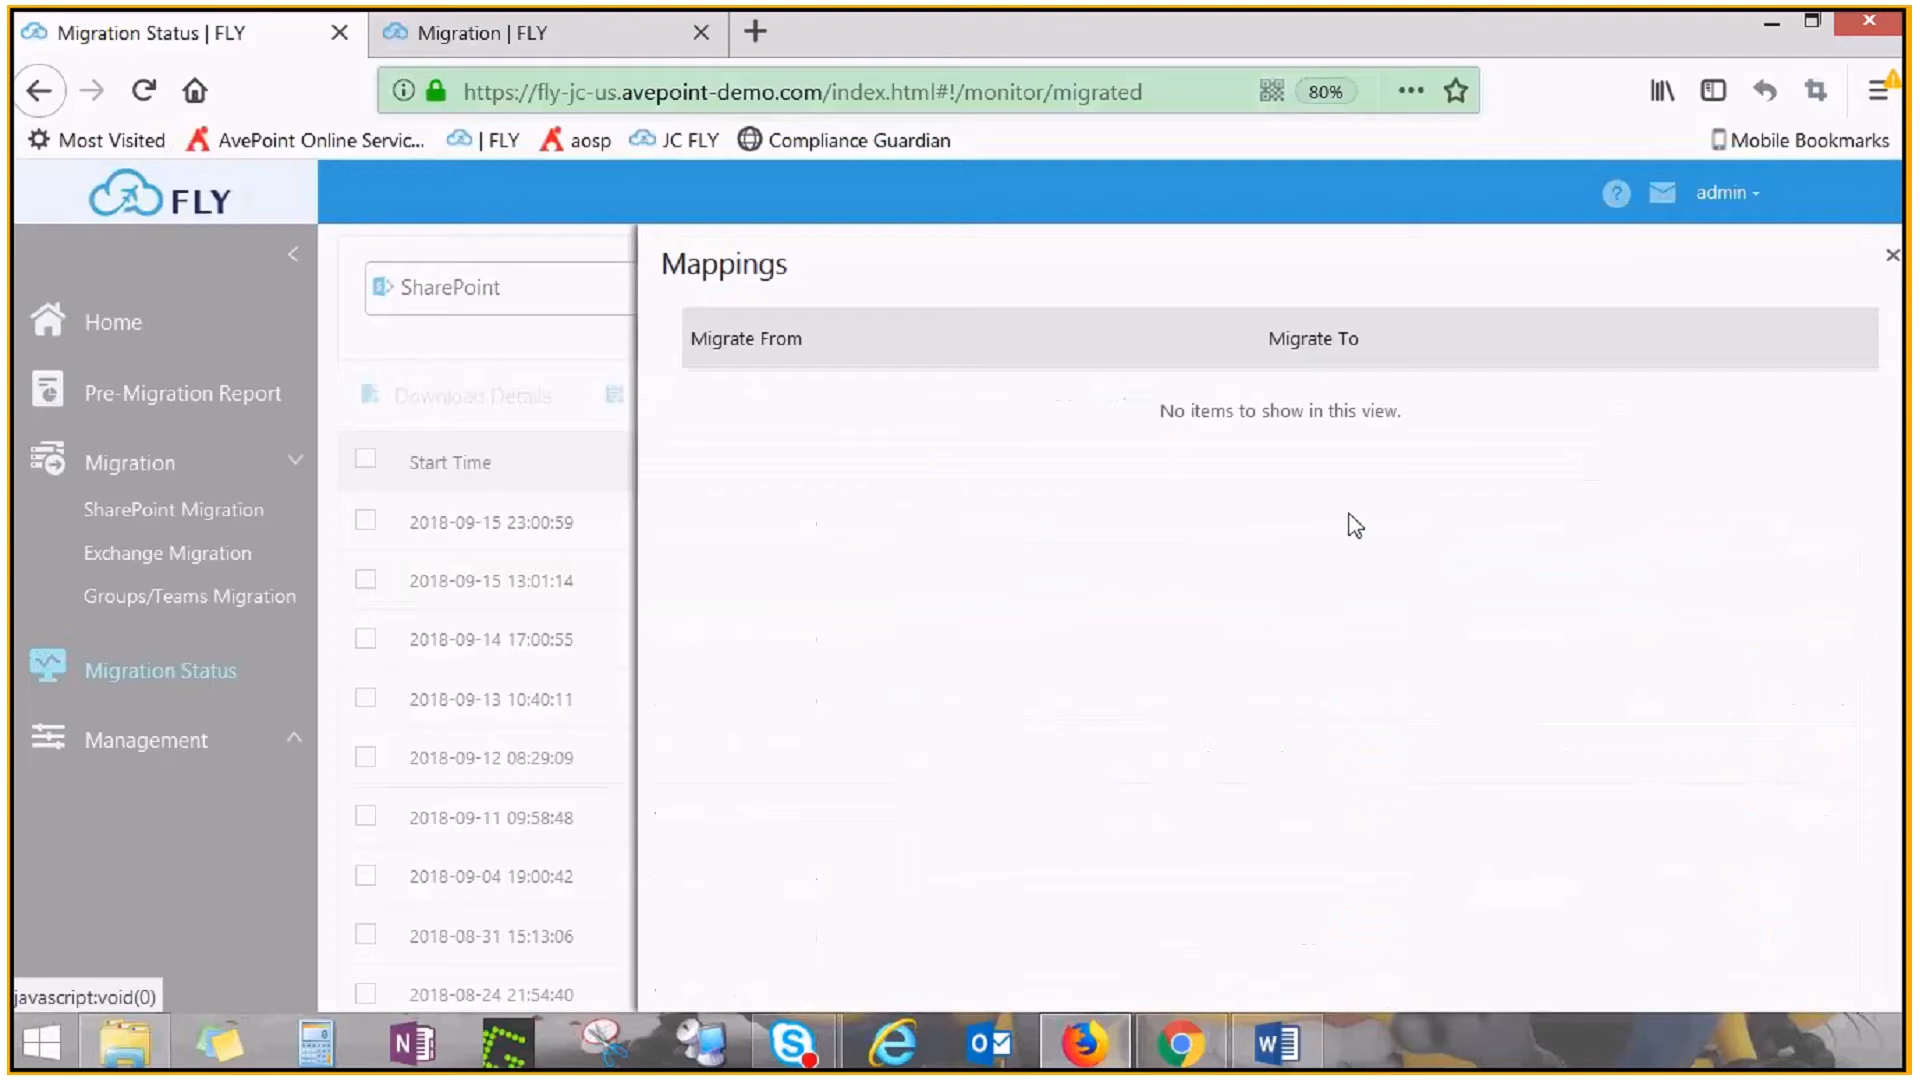 Migration Status | FLY
Migration | FLY
https://fly-jc-us.avepoint-demo.com/index.html#!/monitor/migrated
80%
Most Visited
AvePoint Online Servic...
| FLY
aosp
JC FLY
Compliance Guardian
Mobile Bookmarks
FLY
admin
Home
Pre-Migration Report
Migration
SharePoint Migration
Exchange Migration
Groups/Teams Migration
Migration Status
Management
javascript:void(0)
SharePoint
Download Details
Start Time
2018-09-15 23:00:59
2018-09-15 13:01:14
2018-09-14 17:00:55
2018-09-13 10:40:11
2018-09-12 08:29:09
2018-09-11 09:58:48
2018-09-04 19:00:42
2018-08-31 15:13:06
2018-08-24 21:54:40
Mappings
Migrate From
Migrate To
No items to show in this view.